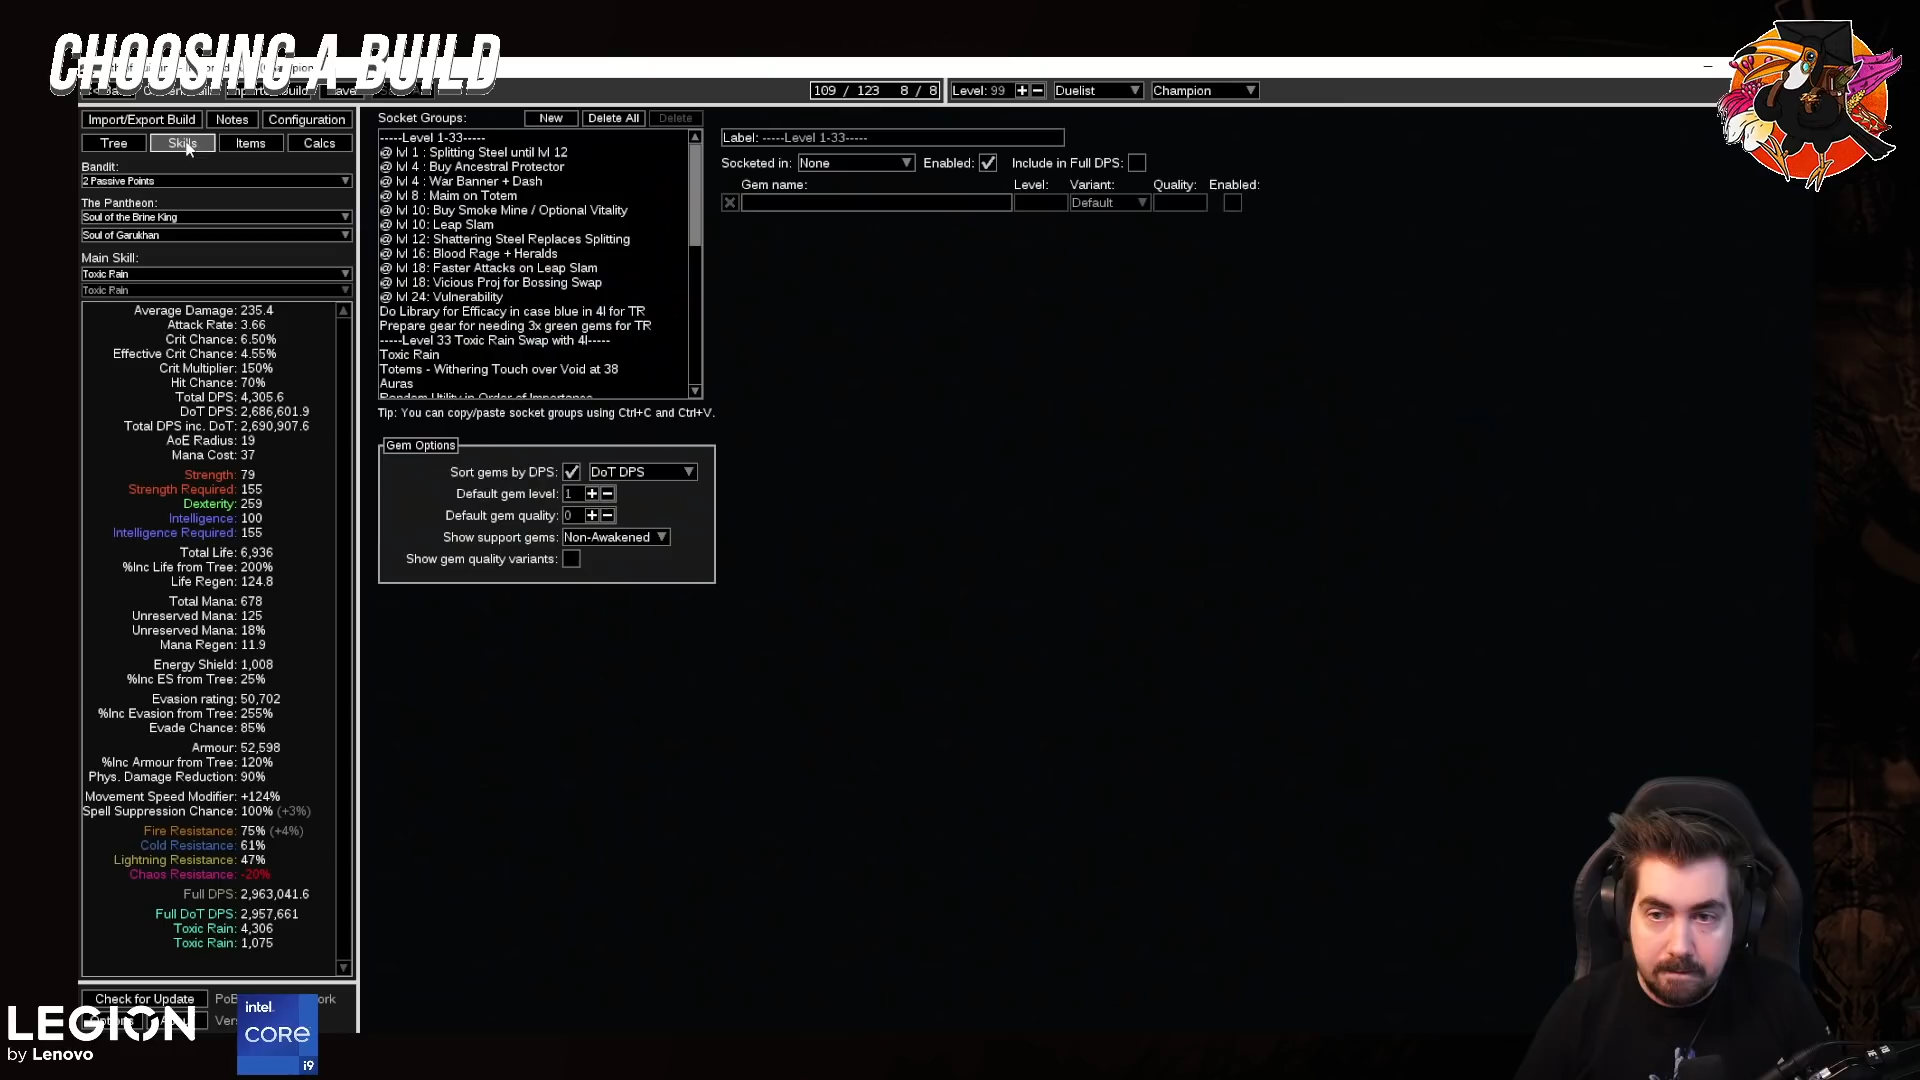 CHOOSING A BUILD
109 / 123 8 / 8
Level: 99
Duelist
Champion
Import/Export Build
Notes
Configuration
Tree
Skills
Items
Calcs
Bandit:
2 Passive Points
The Pantheon:
Soul of the Brine King
Soul of Garukhan
Main Skill:
Toxic Rain
Toxic Rain
Average Damage: 235.4
Attack Rate: 3.66
Crit Chance: 6.50%
Effective Crit Chance: 4.55%
Crit Multiplier: 150%
Hit Chance: 70%
Total DPS: 4,305.6
DoT DPS: 2,686,601.9
Total DPS inc. DoT: 2,690,907.6
AoE Radius: 19
Mana Cost: 37
Strength: 79
Strength Required: 155
Dexterity: 259
Intelligence: 100
Intelligence Required: 155
Total Life: 6,936
%Inc Life from Tree: 200%
Life Regen: 124.8
Total Mana: 678
Unreserved Mana: 125
Unreserved Mana: 18%
Mana Regen: 11.9
Energy Shield: 1,008
%Inc ES from Tree: 25%
Evasion rating: 50,702
%Inc Evasion from Tree: 255%
Evade Chance: 85%
Armour: 52,598
%Inc Armour from Tree: 120%
Phys. Damage Reduction: 90%
Movement Speed Modifier: +124%
Spell Suppression Chance: 100% (+3%)
Fire Resistance: 75% (+4%)
Cold Resistance: 61%
Lightning Resistance: 47%
Chaos Resistance: -20%
Full DPS: 2,963,041.6
Full DoT DPS: 2,957,661
Toxic Rain: 4,306
Toxic Rain: 1,075
Check for Update
Socket Groups:
New
Delete All
Delete
-----Level 1-33-----
@ lvl 1 : Splitting Steel until lvl 12
@ lvl 4 : Buy Ancestral Protector
@ lvl 4 : War Banner + Dash
@ lvl 8 : Maim on Totem
@ lvl 10: Buy Smoke Mine / Optional Vitality
@ lvl 10: Leap Slam
@ lvl 12: Shattering Steel Replaces Splitting
@ lvl 16: Blood Rage + Heralds
@ lvl 18: Faster Attacks on Leap Slam
@ lvl 18: Vicious Proj for Bossing Swap
@ lvl 24: Vulnerability
Do Library for Efficacy in case blue in 4l for TR
Prepare gear for needing 3x green gems for TR
-----Level 33 Toxic Rain Swap with 4l-----
Toxic Rain
Totems - Withering Touch over Void at 38
Auras
Random Utility in Order of Importance
Tip: You can copy/paste socket groups using Ctrl+C and Ctrl+V.
Gem Options
Sort gems by DPS:
DoT DPS
Default gem level: 1
Default gem quality: 0
Show support gems: Non-Awakened
Show gem quality variants:
Label: -----Level 1-33-----
Socketed in: None
Enabled:
Include in Full DPS:
Gem name:
Level:
Variant:
Quality:
Enabled:
Default
LEGION
by Lenovo
intel
CORE
i9